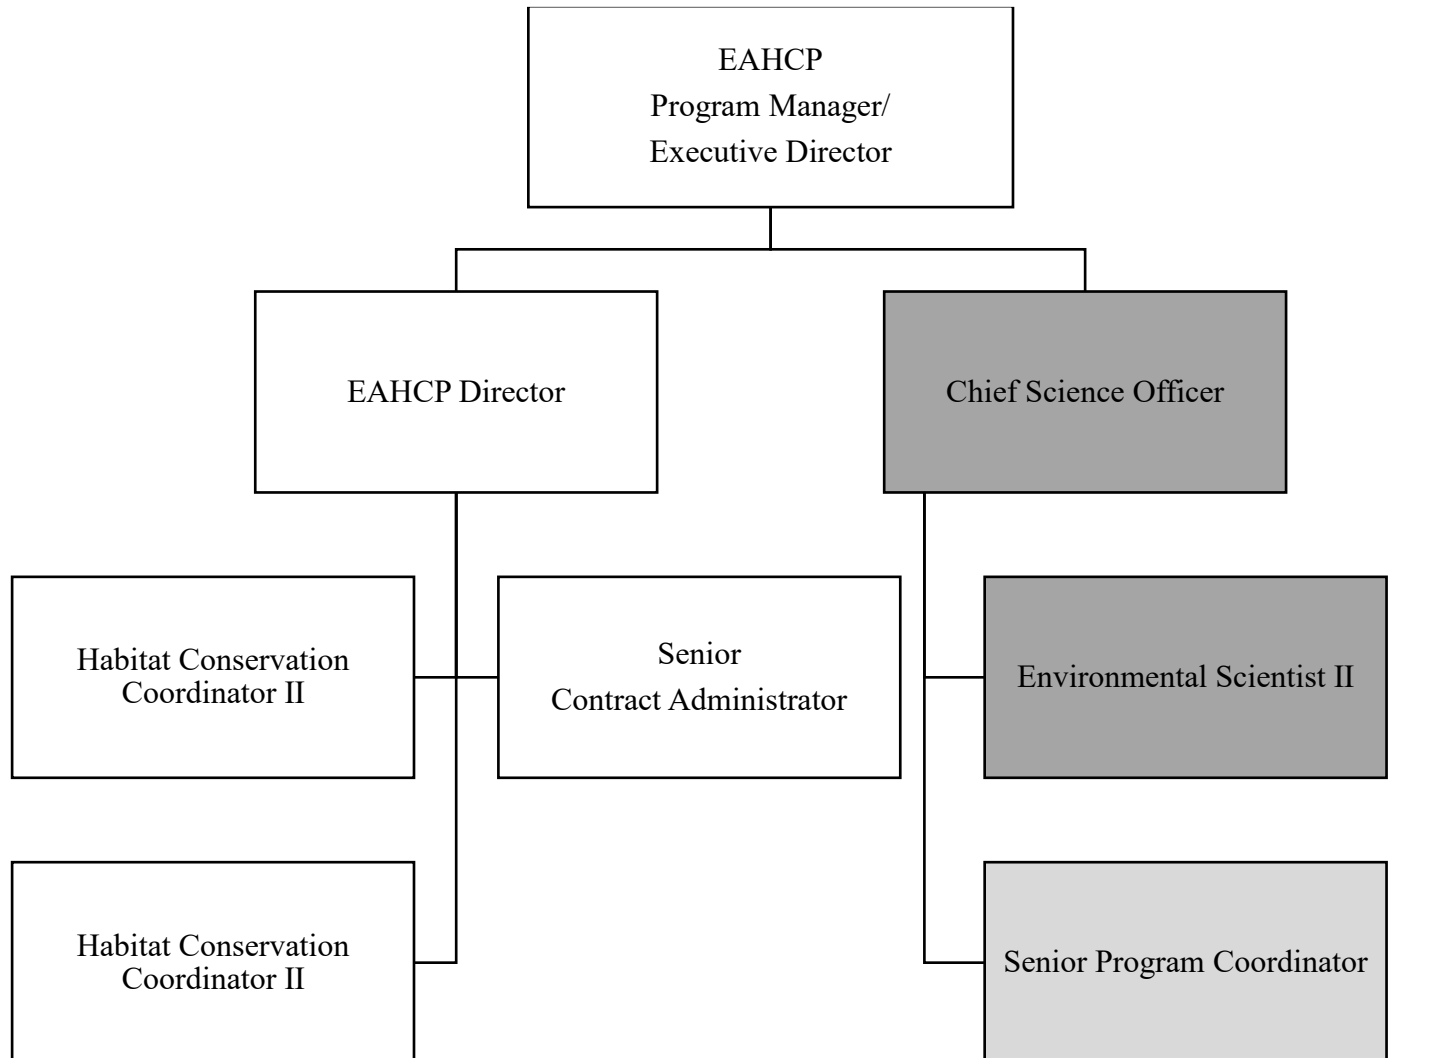 EAHCP
Program Manager/
Executive Director
EAHCP Director
Chief Science Officer
Habitat Conservation
Coordinator II
Senior
Contract Administrator
Environmental Scientist II
Habitat Conservation
Coordinator II
Senior Program Coordinator